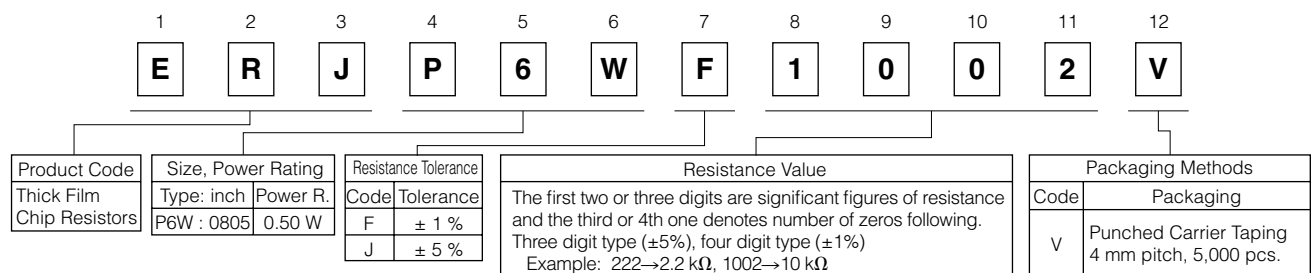 1 2 3 4 5 6 7 8 9 10 11 12
E R J P 6 W F 1 0 0 2 V
Product Code
Thick Film
Chip Resistors
Size, Power Rating
Type: inch Power R.
P6W : 0805 0.50 W
Resistance Tolerance
Code Tolerance
F ± 1 %
J ± 5 %
Resistance Value
The first two or three digits are significant figures of resistance
and the third or 4th one denotes number of zeros following.
Three digit type (±5%), four digit type (±1%)
Example: 222→2.2 kΩ, 1002→10 kΩ
Packaging Methods
Code Packaging
V Punched Carrier Taping
4 mm pitch, 5,000 pcs.